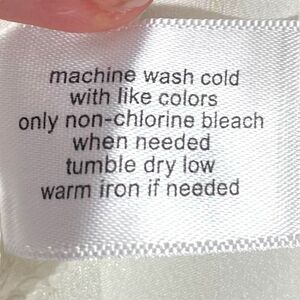 machine wash cold
with like colors
only non-chlorine bleach
when needed
tumble dry low
warm iron if needed